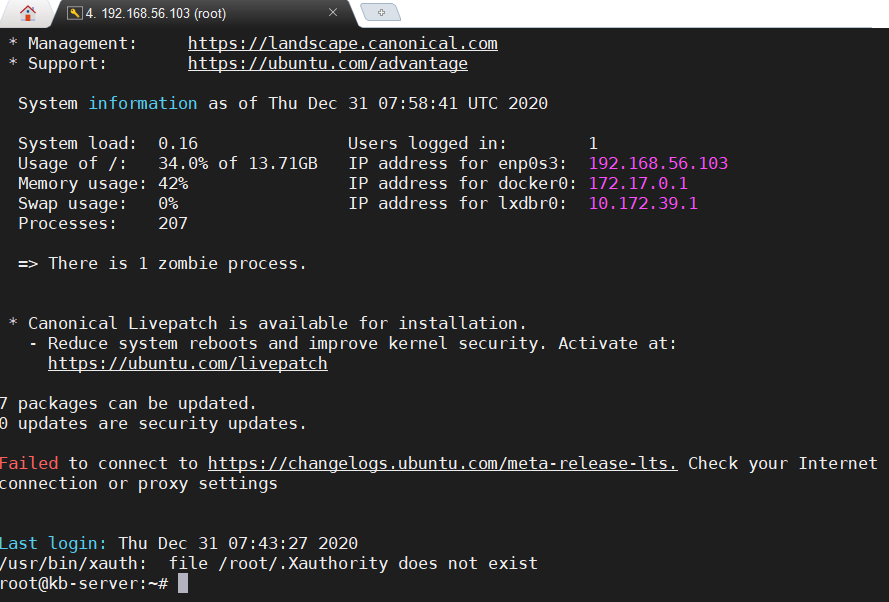 4. 192.168.56.103 (root)
* Management:     https://landscape.canonical.com
* Support:        https://ubuntu.com/advantage
System information as of Thu Dec 31 07:58:41 UTC 2020
System load:  0.16               Users logged in:        1
Usage of /:   34.0% of 13.71GB   IP address for enp0s3:  192.168.56.103
Memory usage: 42%                IP address for docker0: 172.17.0.1
Swap usage:   0%                 IP address for lxdbr0:  10.172.39.1
Processes:    207
=> There is 1 zombie process.
* Canonical Livepatch is available for installation.
- Reduce system reboots and improve kernel security. Activate at:
https://ubuntu.com/livepatch
7 packages can be updated.
0 updates are security updates.
Failed to connect to https://changelogs.ubuntu.com/meta-release-lts. Check your Internet
connection or proxy settings
Last login: Thu Dec 31 07:43:27 2020
/usr/bin/xauth:  file /root/.Xauthority does not exist
root@kb-server:~#